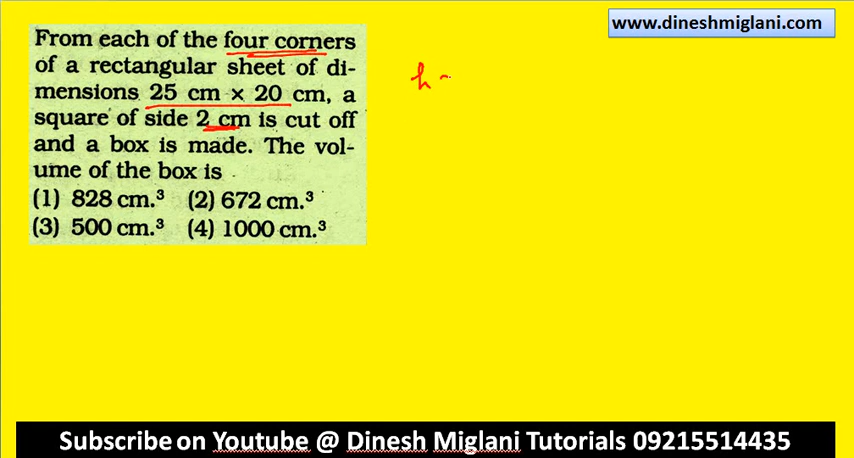 www.dineshmiglani.com
From each of the four corners
of a rectangular sheet of di-
mensions 25 cm × 20 cm, a
square of side 2 cm is cut off
and a box is made. The vol-
ume of the box is
(1) 828 cm.³ (2) 672 cm.³
(3) 500 cm.³ (4) 1000 cm.³
h -
Subscribe on Youtube @ Dinesh Miglani Tutorials 09215514435